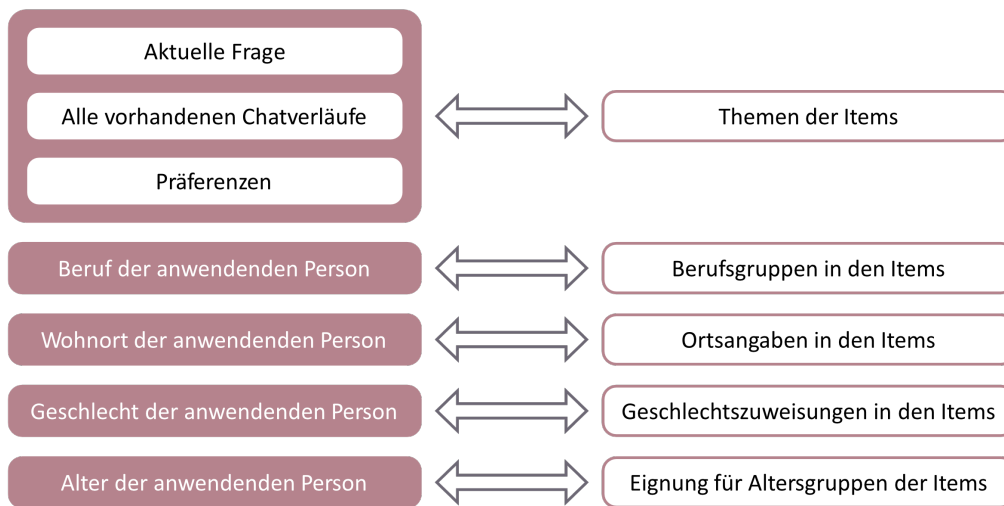 Aktuelle Frage
Alle vorhandenen Chatverläufe
Präferenzen
Themen der Items
Beruf der anwendenden Person
Berufsgruppen in den Items
Wohnort der anwendenden Person
Ortsangaben in den Items
Geschlecht der anwendenden Person
Geschlechtszuweisungen in den Items
Alter der anwendenden Person
Eignung für Altersgruppen der Items